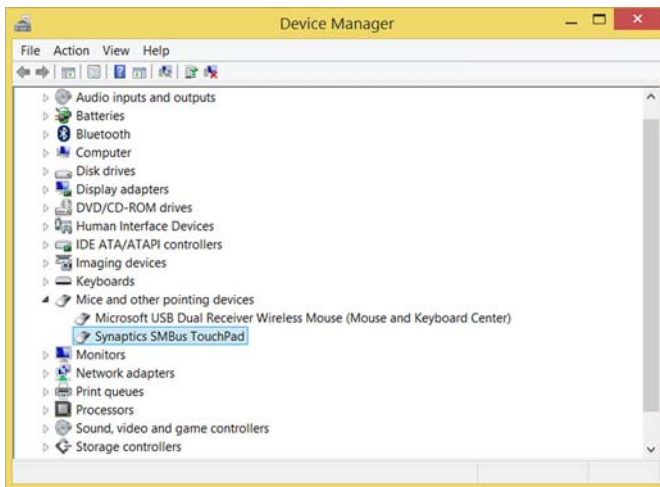 Device Manager
File Action View Help
Audio inputs and outputs
Batteries
Bluetooth
Computer
Disk drives
Display adapters
DVD/CD-ROM drives
Human Interface Devices
IDE ATA/ATAPI controllers
Imaging devices
Keyboards
Mice and other pointing devices
Microsoft USB Dual Receiver Wireless Mouse (Mouse and Keyboard Center)
Synaptics SMBus TouchPad
Monitors
Network adapters
Print queues
Processors
Sound, video and game controllers
Storage controllers